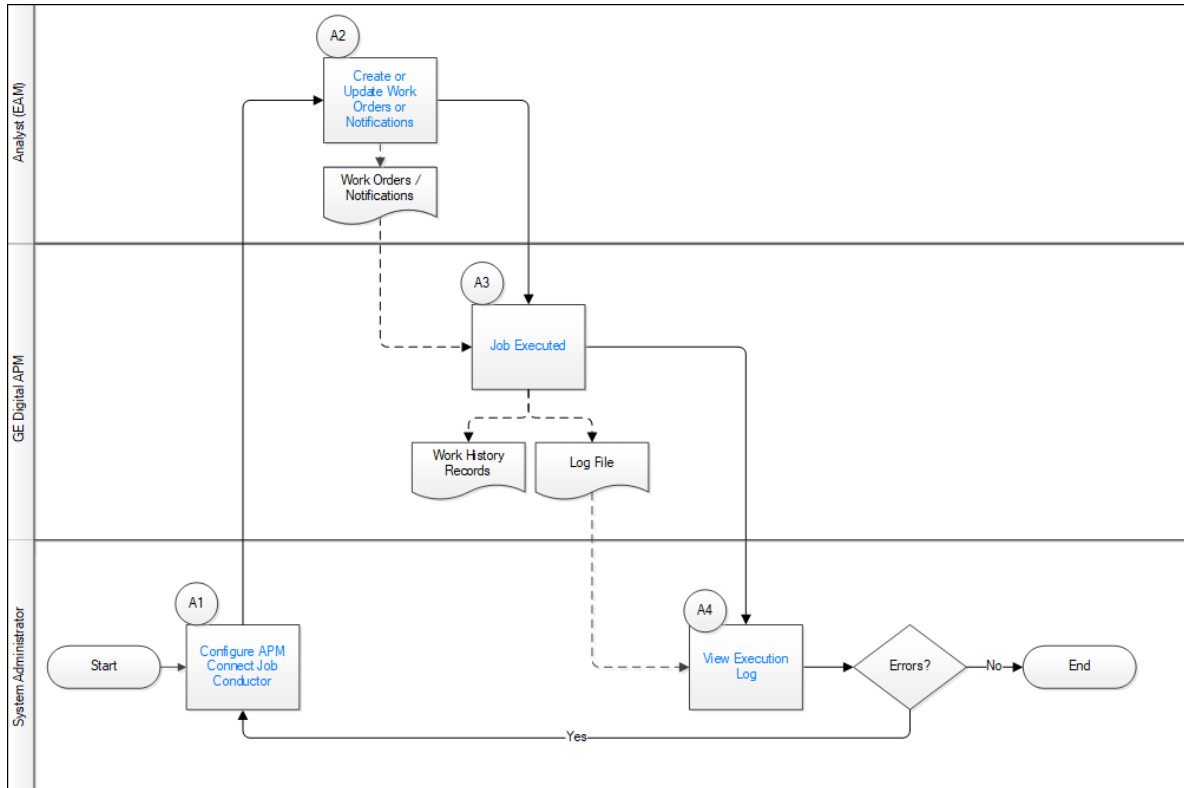 Analyst (EAM)
A2
Create or
Update Work
Orders or
Notifications
Work Orders /
Notifications
GE Digital APM
A3
Job Executed
Work History
Records
Log File
System Administrator
Start
A1
Configure APM
Connect Job
Conductor
A4
View Execution
Log
Errors?
No
End
Yes